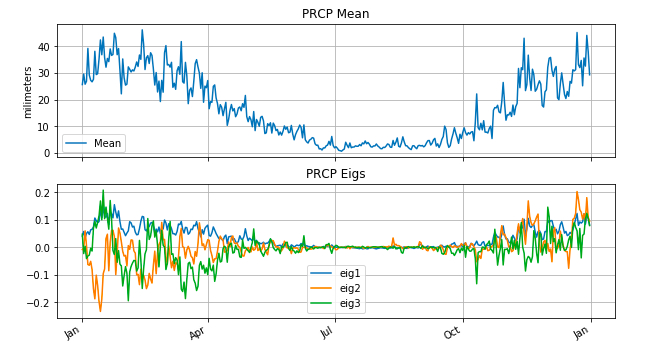 PRCP Mean
milimeters
40
30
20
10
0
Mean
PRCP Eigs
0.2
0.1
0.0
−0.1
−0.2
eig1
eig2
eig3
Jan
Apr
Jul
Oct
Jan